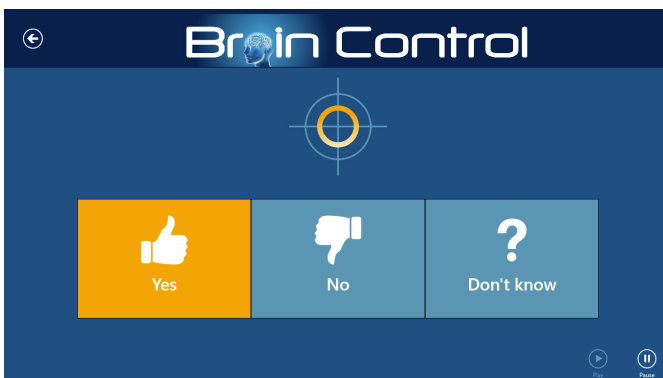 Brain Control
Yes
No
Don't know
Play
Pause